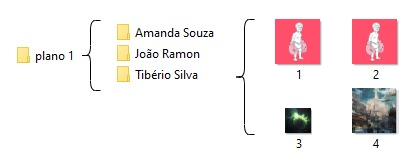 plano 1
Amanda Souza
João Ramon
Tibério Silva
1
2
3
4